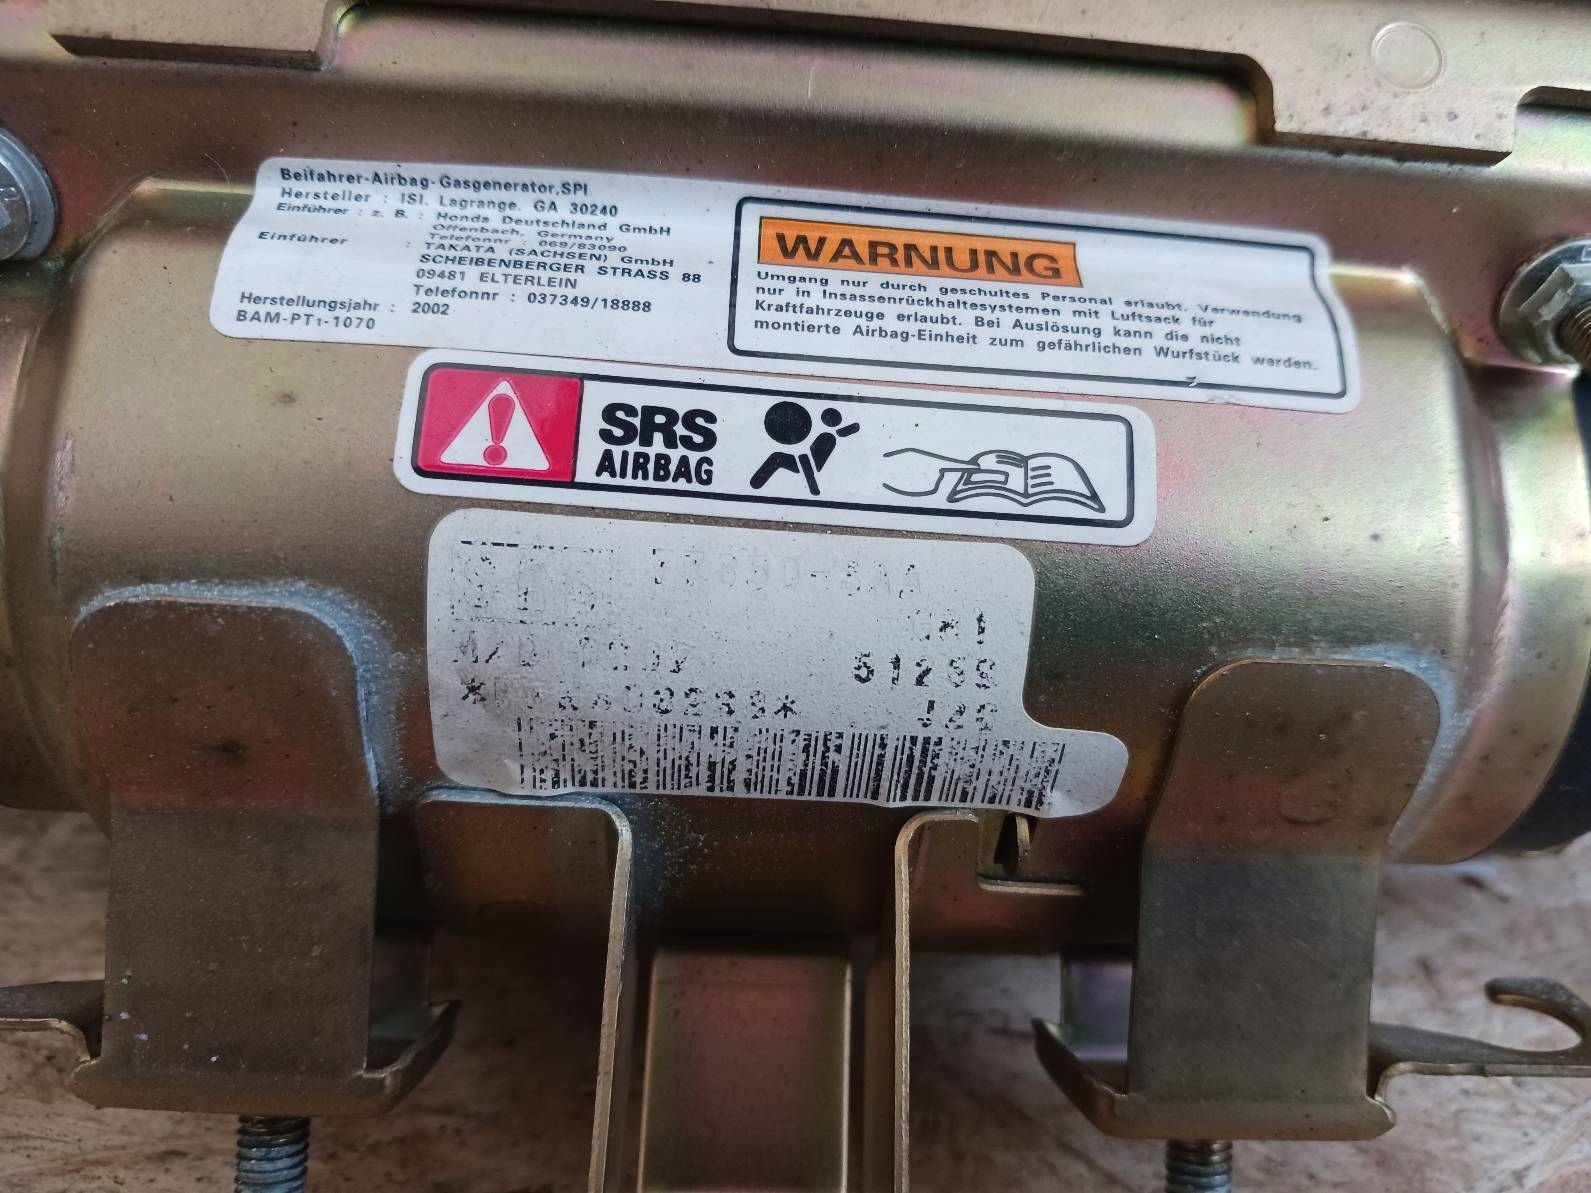 Beifahrer-Airbag-Gasgenerator,SPI
Hersteller : ISI. Lagrange. GA 30240
Einführer : z. B. : Honda Deutschland GmbH
Offenbach, Germany
Telefonnr : 069/83090
Einführer : TAKATA (SACHSEN) GmbH
SCHEIBENBERGER STRASS 88
09481 ELTERLEIN
Telefonnr : 037349/18888
Herstellungsjahr : 2002
BAM-PT1-1070
WARNUNG
Umgang nur durch geschultes Personal erlaubt. Verwendung
nur in Insassenrückhaltesystemen mit Luftsack für
Kraftfahrzeuge erlaubt. Bei Auslösung kann die nicht
montierte Airbag-Einheit zum gefährlichen Wurfstück werden.
SRS
AIRBAG